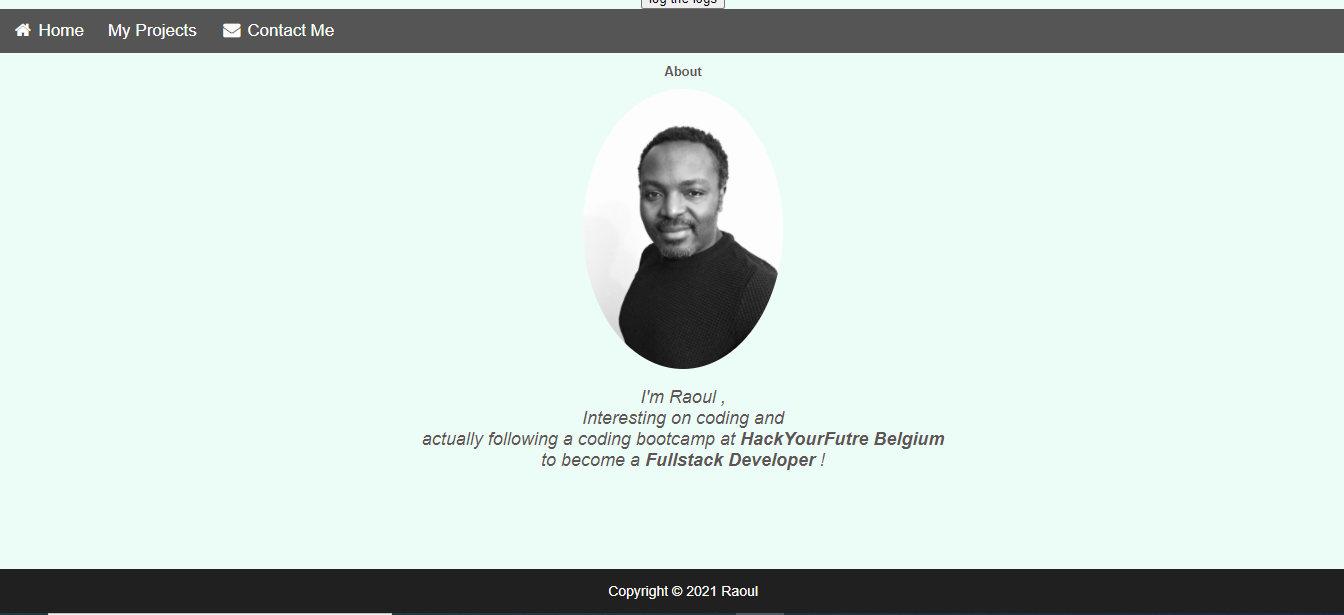 log the logs
Home My Projects Contact Me
About
I'm Raoul ,
Interesting on coding and
actually following a coding bootcamp at HackYourFutre Belgium
to become a Fullstack Developer !
Copyright © 2021 Raoul